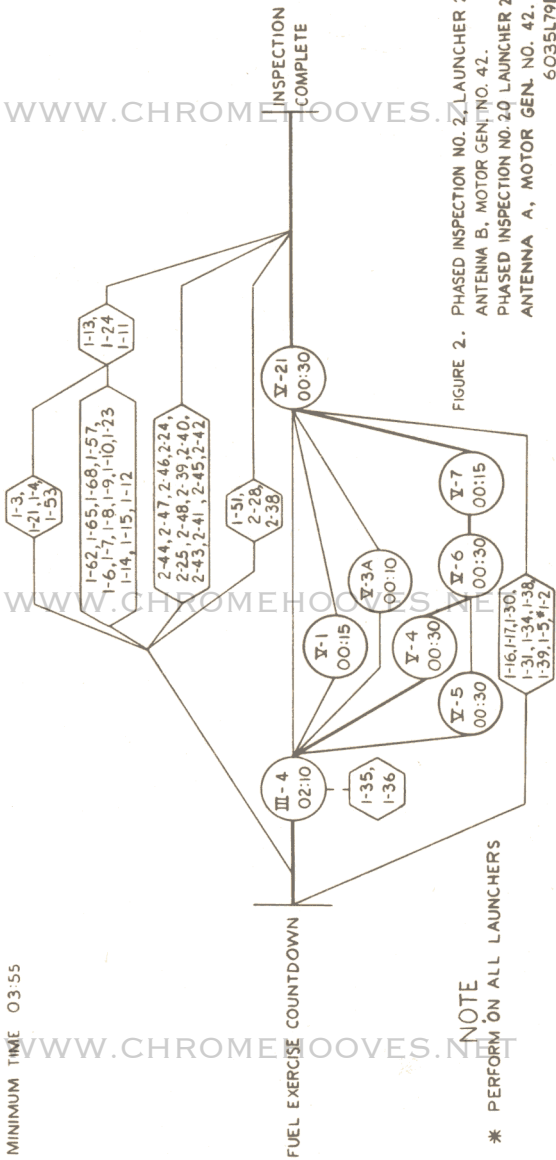 MINIMUM TIME 03:55
FUEL EXERCISE COUNTDOWN
III-4
02:10
1-35,
1-36
1-3,
1-21, 1-4,
1-53
1-62, 1-65, 1-68, 1-57,
1-6, 1-7, 1-8, 1-9, 1-10, 1-23
1-14, 1-15, 1-12
1-13,
1-24
1-11
2-44, 2-47, 2-46, 2-24,
2-25, 2-48, 2-39, 2-40,
2-43, 2-41, 2-45, 2-42
1-51,
2-28,
2-38
V-1
00:15
V-3A
00:10
V-4
00:30
V-5
00:30
V-6
00:30
V-7
00:15
V-21
00:30
1-16, 1-17, 1-30,
1-31, 1-34, 1-38,
1-39, 1-5, *1-2
INSPECTION
COMPLETE
NOTE
* PERFORM ON ALL LAUNCHERS
FIGURE 2. PHASED INSPECTION NO. 2, LAUNCHER
ANTENNA B, MOTOR GEN. NO. 42.
PHASED INSPECTION NO. 20 LAUNCHER
ANTENNA A, MOTOR GEN. NO. 42.
WWW.CHROMEHOOVES.NET
WWW.CHROMEHOOVES.NET
WWW.CHROMEHOOVES.NET